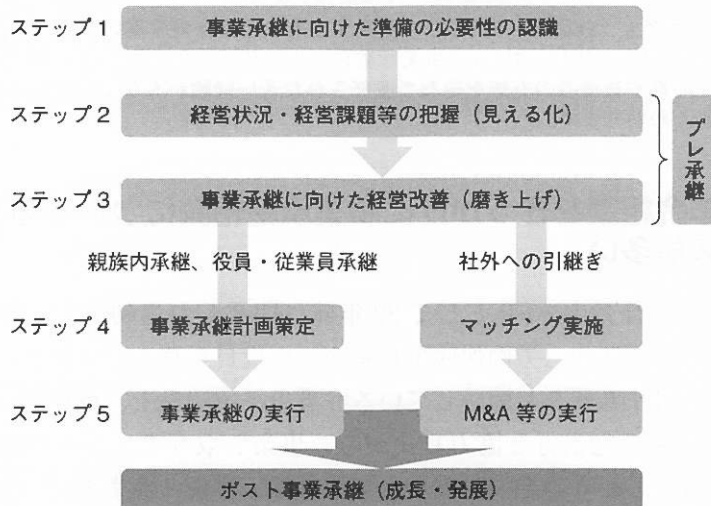 ステップ1 事業承継に向けた準備の必要性の認識
ステップ2 経営状況・経営課題等の把握（見える化）
プレ承継
ステップ3 事業承継に向けた経営改善（磨き上げ）
親族内承継、役員・従業員承継 社外への引継ぎ
ステップ4 事業承継計画策定 マッチング実施
ステップ5 事業承継の実行 M&A等の実行
ポスト事業承継（成長・発展）